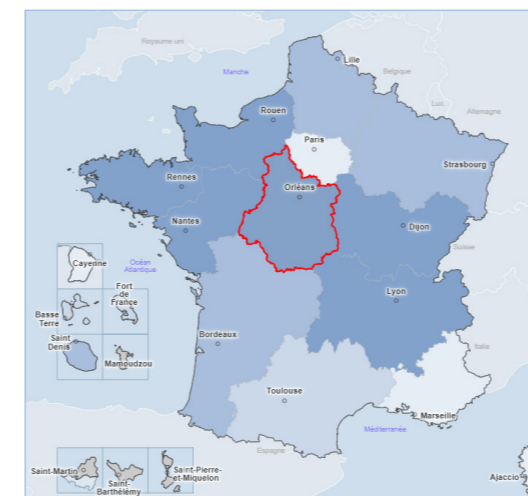 Royaume uni
Lille
Belgique
Manche
Lux.
Allemagne
Rouen
Paris
Strasbourg
Rennes
Orléans
Nantes
Dijon
Suisse
Cayenne
Océan
Atlantique
Fort
de
France
Basse
Terre
Lyon
Saint
Denis
Mamoudzou
Bordeaux
Italia
Toulouse
Marseille
Méditerranée
Espagne
Saint-Martin
Saint-
Barthélémy
Saint-Pierre
et-Miquelon
Ajaccio